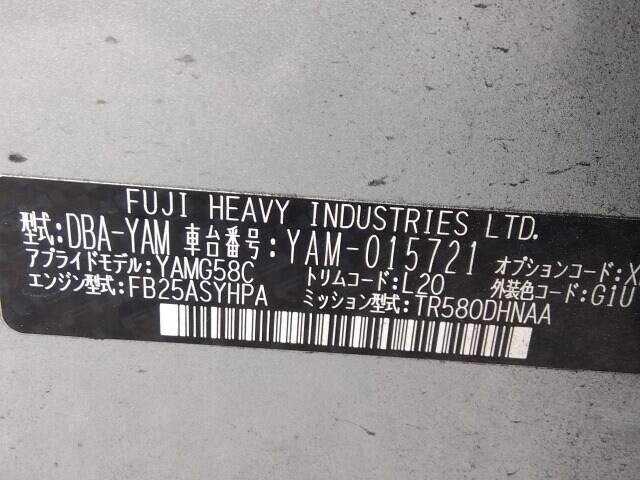 FUJI HEAVY INDUSTRIES LTD.
型式:DBA-YAM 車台番号:YAM-015721
アプライドモデル:YAMG58C トリムコード:L20 オプションコード:X
エンジン型式:FB25ASYHPA ミッション型式:TR580DHNAA 外装色コード:G1U